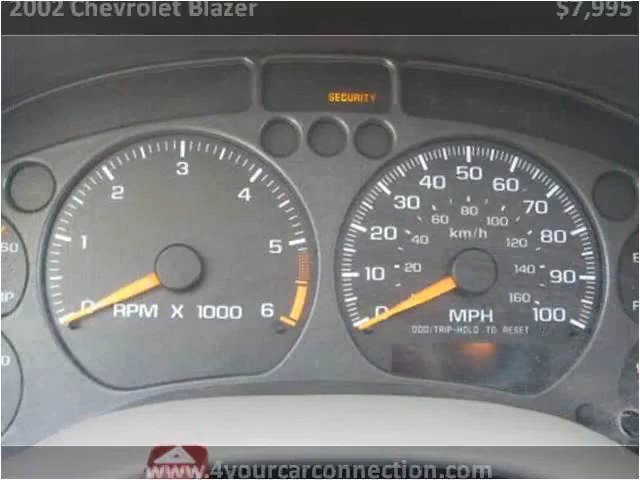 2002 Chevrolet Blazer $7,995
SECURITY
0 1 2 3 4 5 6
RPM X 1000
0 10 20 30 40 50 60 70 80 90 100
20 40 60 80 100 120 140 160
km/h
MPH
ODO/TRIP-HOLD TO RESET
60
www.4yourcarconnection.com